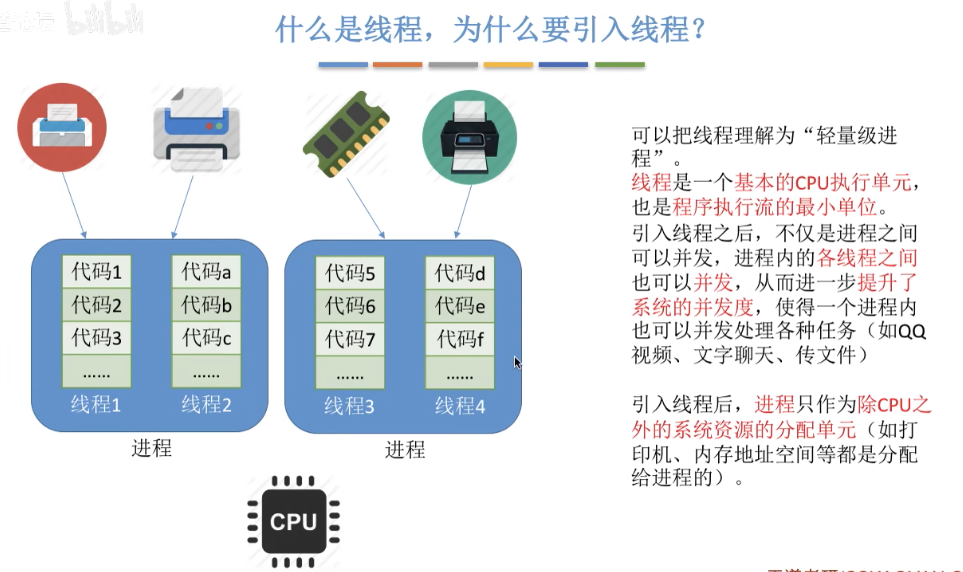 什么是线程，为什么要引入线程？
可以把线程理解为“轻量级进
程”。
线程是一个基本的CPU执行单元，
也是程序执行流的最小单位。
引入线程之后，不仅是进程之间
可以并发，进程内的各线程之间
也可以并发，从而进一步提升了
系统的并发度，使得一个进程内
也可以并发处理各种任务（如QQ
视频、文字聊天、传文件）
引入线程后，进程只作为除CPU之
外的系统资源的分配单元（如打
印机、内存地址空间等都是分配
给进程的）。
代码1
代码2
代码3
……
线程1
代码a
代码b
代码c
……
线程2
进程
代码5
代码6
代码7
……
线程3
代码d
代码e
代码f
……
线程4
进程
CPU
bilibili